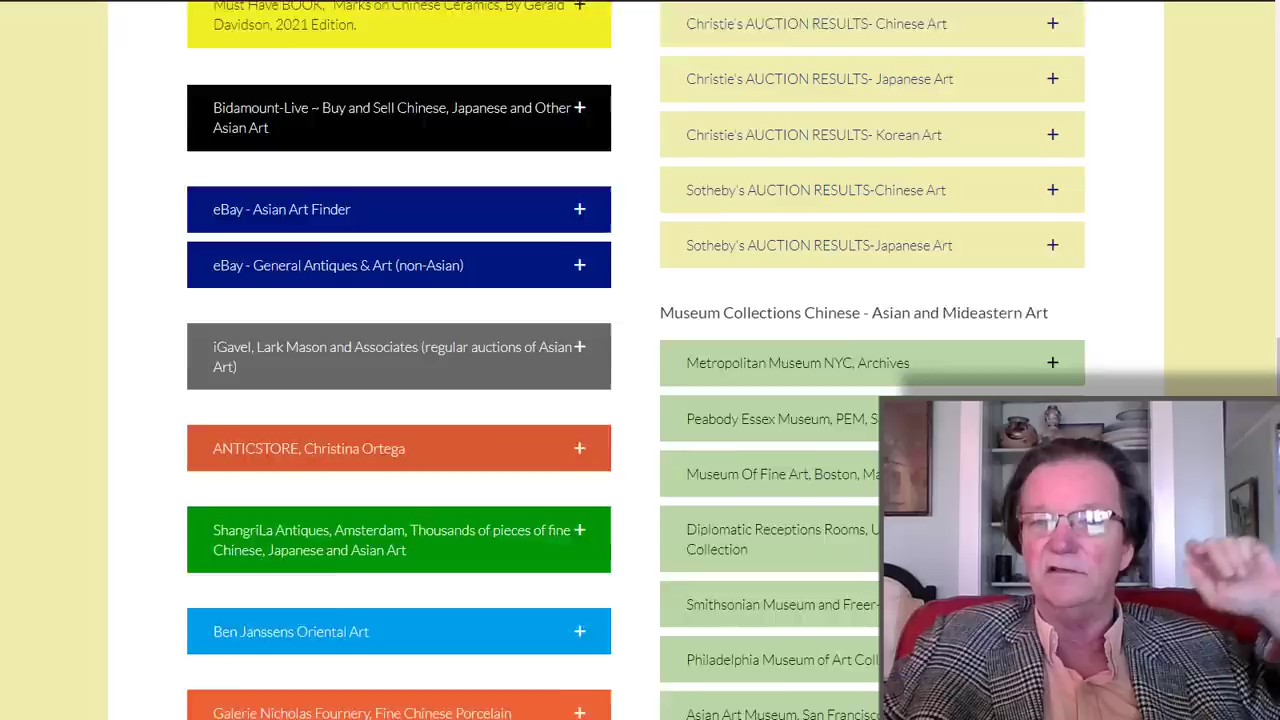 Must Have BOOK, "Marks on Chinese Ceramics, By Gerald
Davidson, 2021 Edition.
Bidamount-Live ~ Buy and Sell Chinese, Japanese and Other
Asian Art
eBay - Asian Art Finder
eBay - General Antiques & Art (non-Asian)
iGavel, Lark Mason and Associates (regular auctions of Asian
Art)
ANTICSTORE, Christina Ortega
ShangriLa Antiques, Amsterdam, Thousands of pieces of fine
Chinese, Japanese and Asian Art
Ben Janssens Oriental Art
Galerie Nicholas Fournery, Fine Chinese Porcelain
Christie's AUCTION RESULTS- Chinese Art
Christie's AUCTION RESULTS- Japanese Art
Christie's AUCTION RESULTS- Korean Art
Sotheby's AUCTION RESULTS-Chinese Art
Sotheby's AUCTION RESULTS-Japanese Art
Museum Collections Chinese - Asian and Mideastern Art
Metropolitan Museum NYC, Archives
Peabody Essex Museum, PEM,
Museum Of Fine Art, Boston,
Diplomatic Receptions Rooms,
Collection
Smithsonian Museum and Freer-
Philadelphia Museum of Art
Asian Art Museum, San Francisco